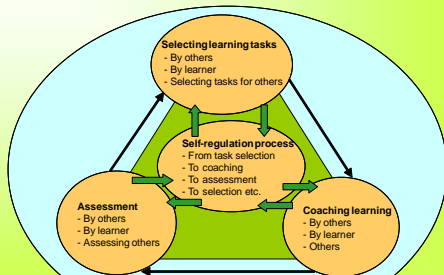 Selecting learning tasks
- By others
- By learner
- Selecting tasks for others
Self-regulation process
- From task selection
- To coaching
- To assessment
- To selection etc.
Assessment
- By others
- By learner
- Assessing others
Coaching learning
- By others
- By learner
- Others